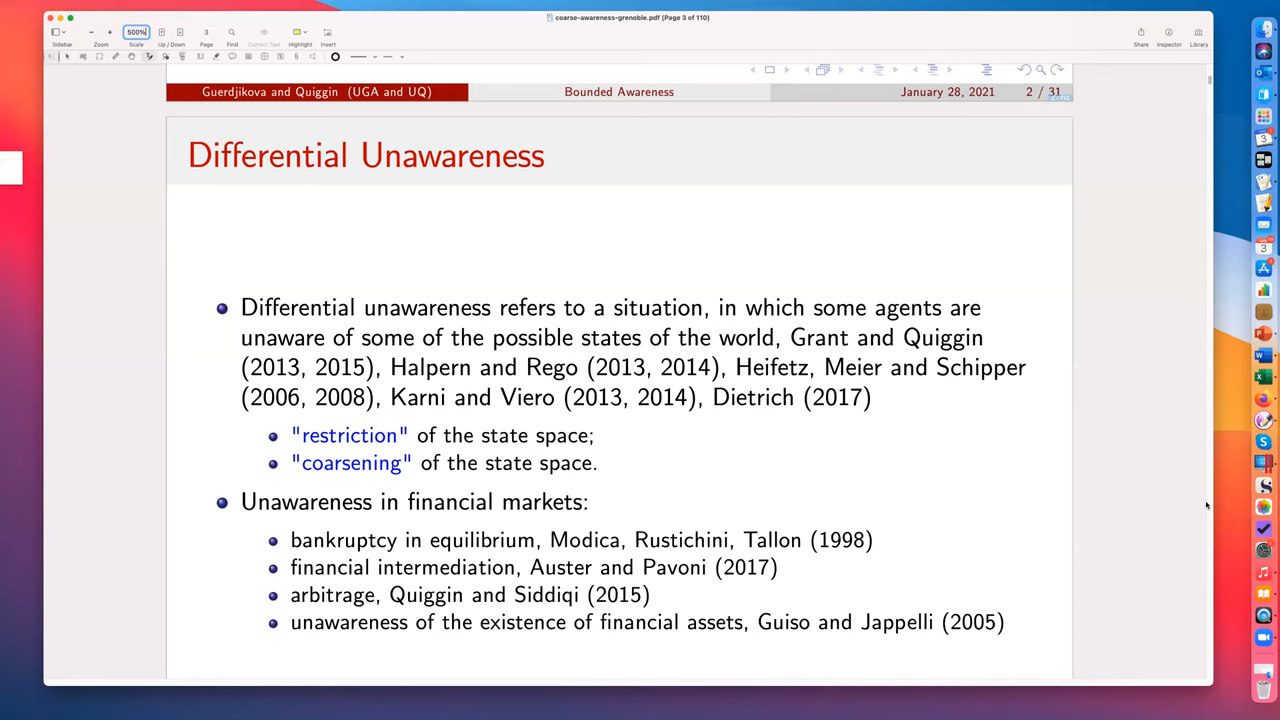 coarse-awareness-grenoble.pdf (Page 3 of 110)
500%
3
Sidebar Zoom Scale Up / Down Page Find Correct Text Highlight Insert Share Inspector Library
Guerdjikova and Quiggin (UGA and UQ) Bounded Awareness January 28, 2021 2 / 31
Differential Unawareness
Differential unawareness refers to a situation, in which some agents are
unaware of some of the possible states of the world, Grant and Quiggin
(2013, 2015), Halpern and Rego (2013, 2014), Heifetz, Meier and Schipper
(2006, 2008), Karni and Viero (2013, 2014), Dietrich (2017)
"restriction" of the state space;
"coarsening" of the state space.
Unawareness in financial markets:
bankruptcy in equilibrium, Modica, Rustichini, Tallon (1998)
financial intermediation, Auster and Pavoni (2017)
arbitrage, Quiggin and Siddiqi (2015)
unawareness of the existence of financial assets, Guiso and Jappelli (2005)